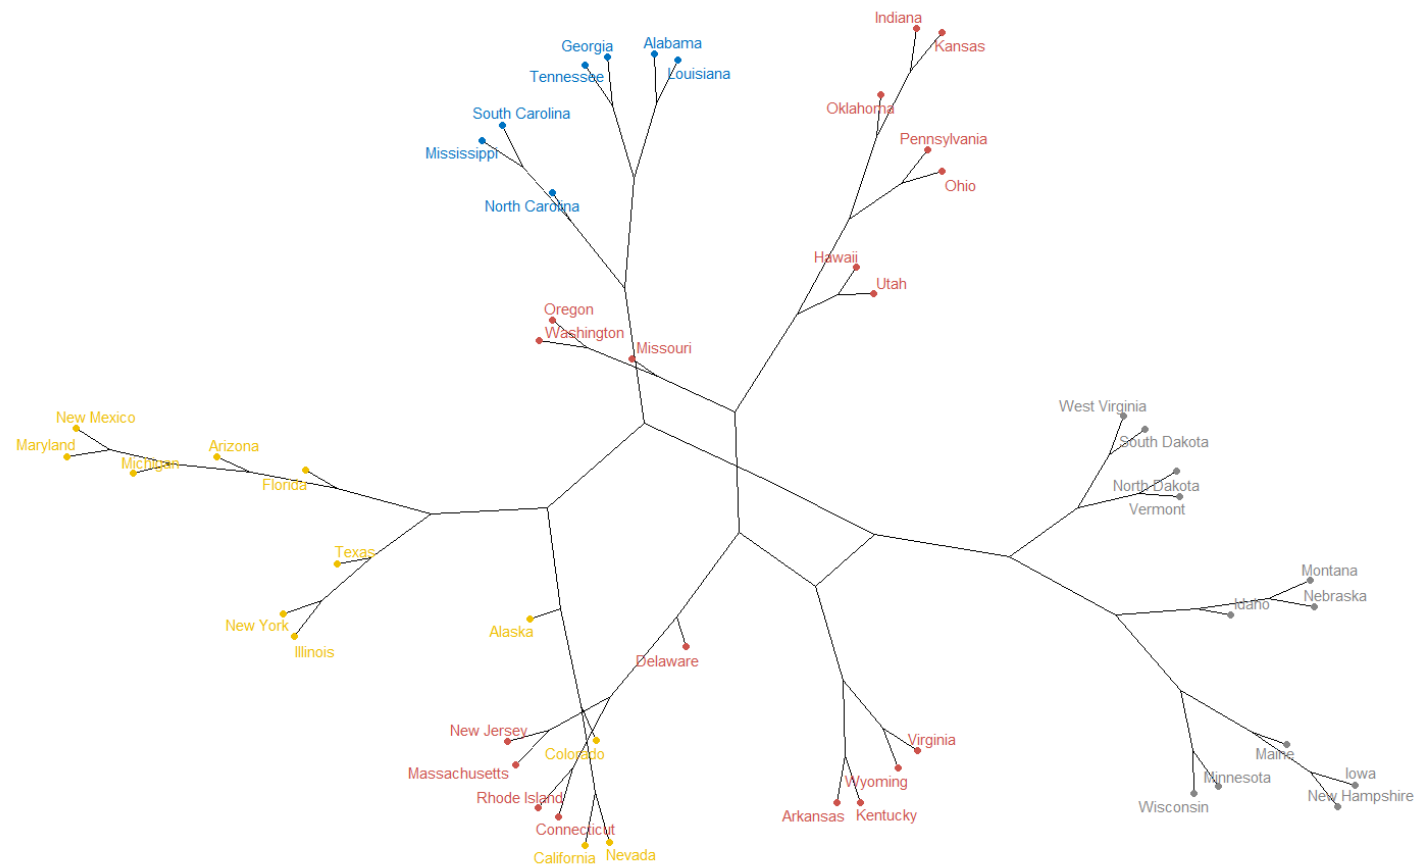 Indiana
Kansas
Georgia
Alabama
Tennessee
Louisiana
Oklahoma
South Carolina
Pennsylvania
Mississippi
Ohio
North Carolina
Hawaii
Utah
Oregon
Washington
Missouri
West Virginia
New Mexico
South Dakota
Maryland
Arizona
Michigan
Florida
North Dakota
Vermont
Texas
Montana
Nebraska
Idaho
New York
Alaska
Illinois
Delaware
New Jersey
Virginia
Colorado
Maine
Massachusetts
Wyoming
Minnesota
Iowa
Rhode Island
New Hampshire
Wisconsin
Arkansas
Kentucky
Connecticut
California
Nevada